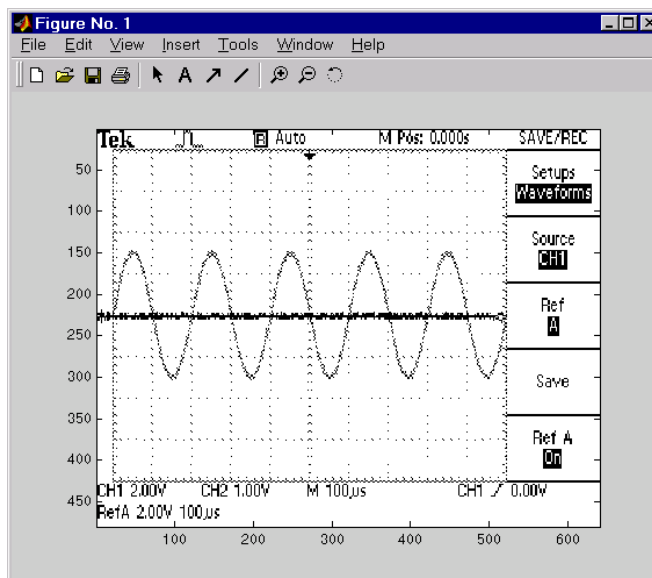 Figure No. 1
File Edit View Insert Tools Window Help
A
Tek R Auto M Pos: 0.000s SAVE/REC
50
100
150
200
250
300
350
400
450
Setups
Waveforms
Source
CH1
Ref
A
Save
Ref A
On
CH1 2.00V CH2 1.00V M 100µs CH1 0.00V
RefA 2.00V 100µs
100 200 300 400 500 600